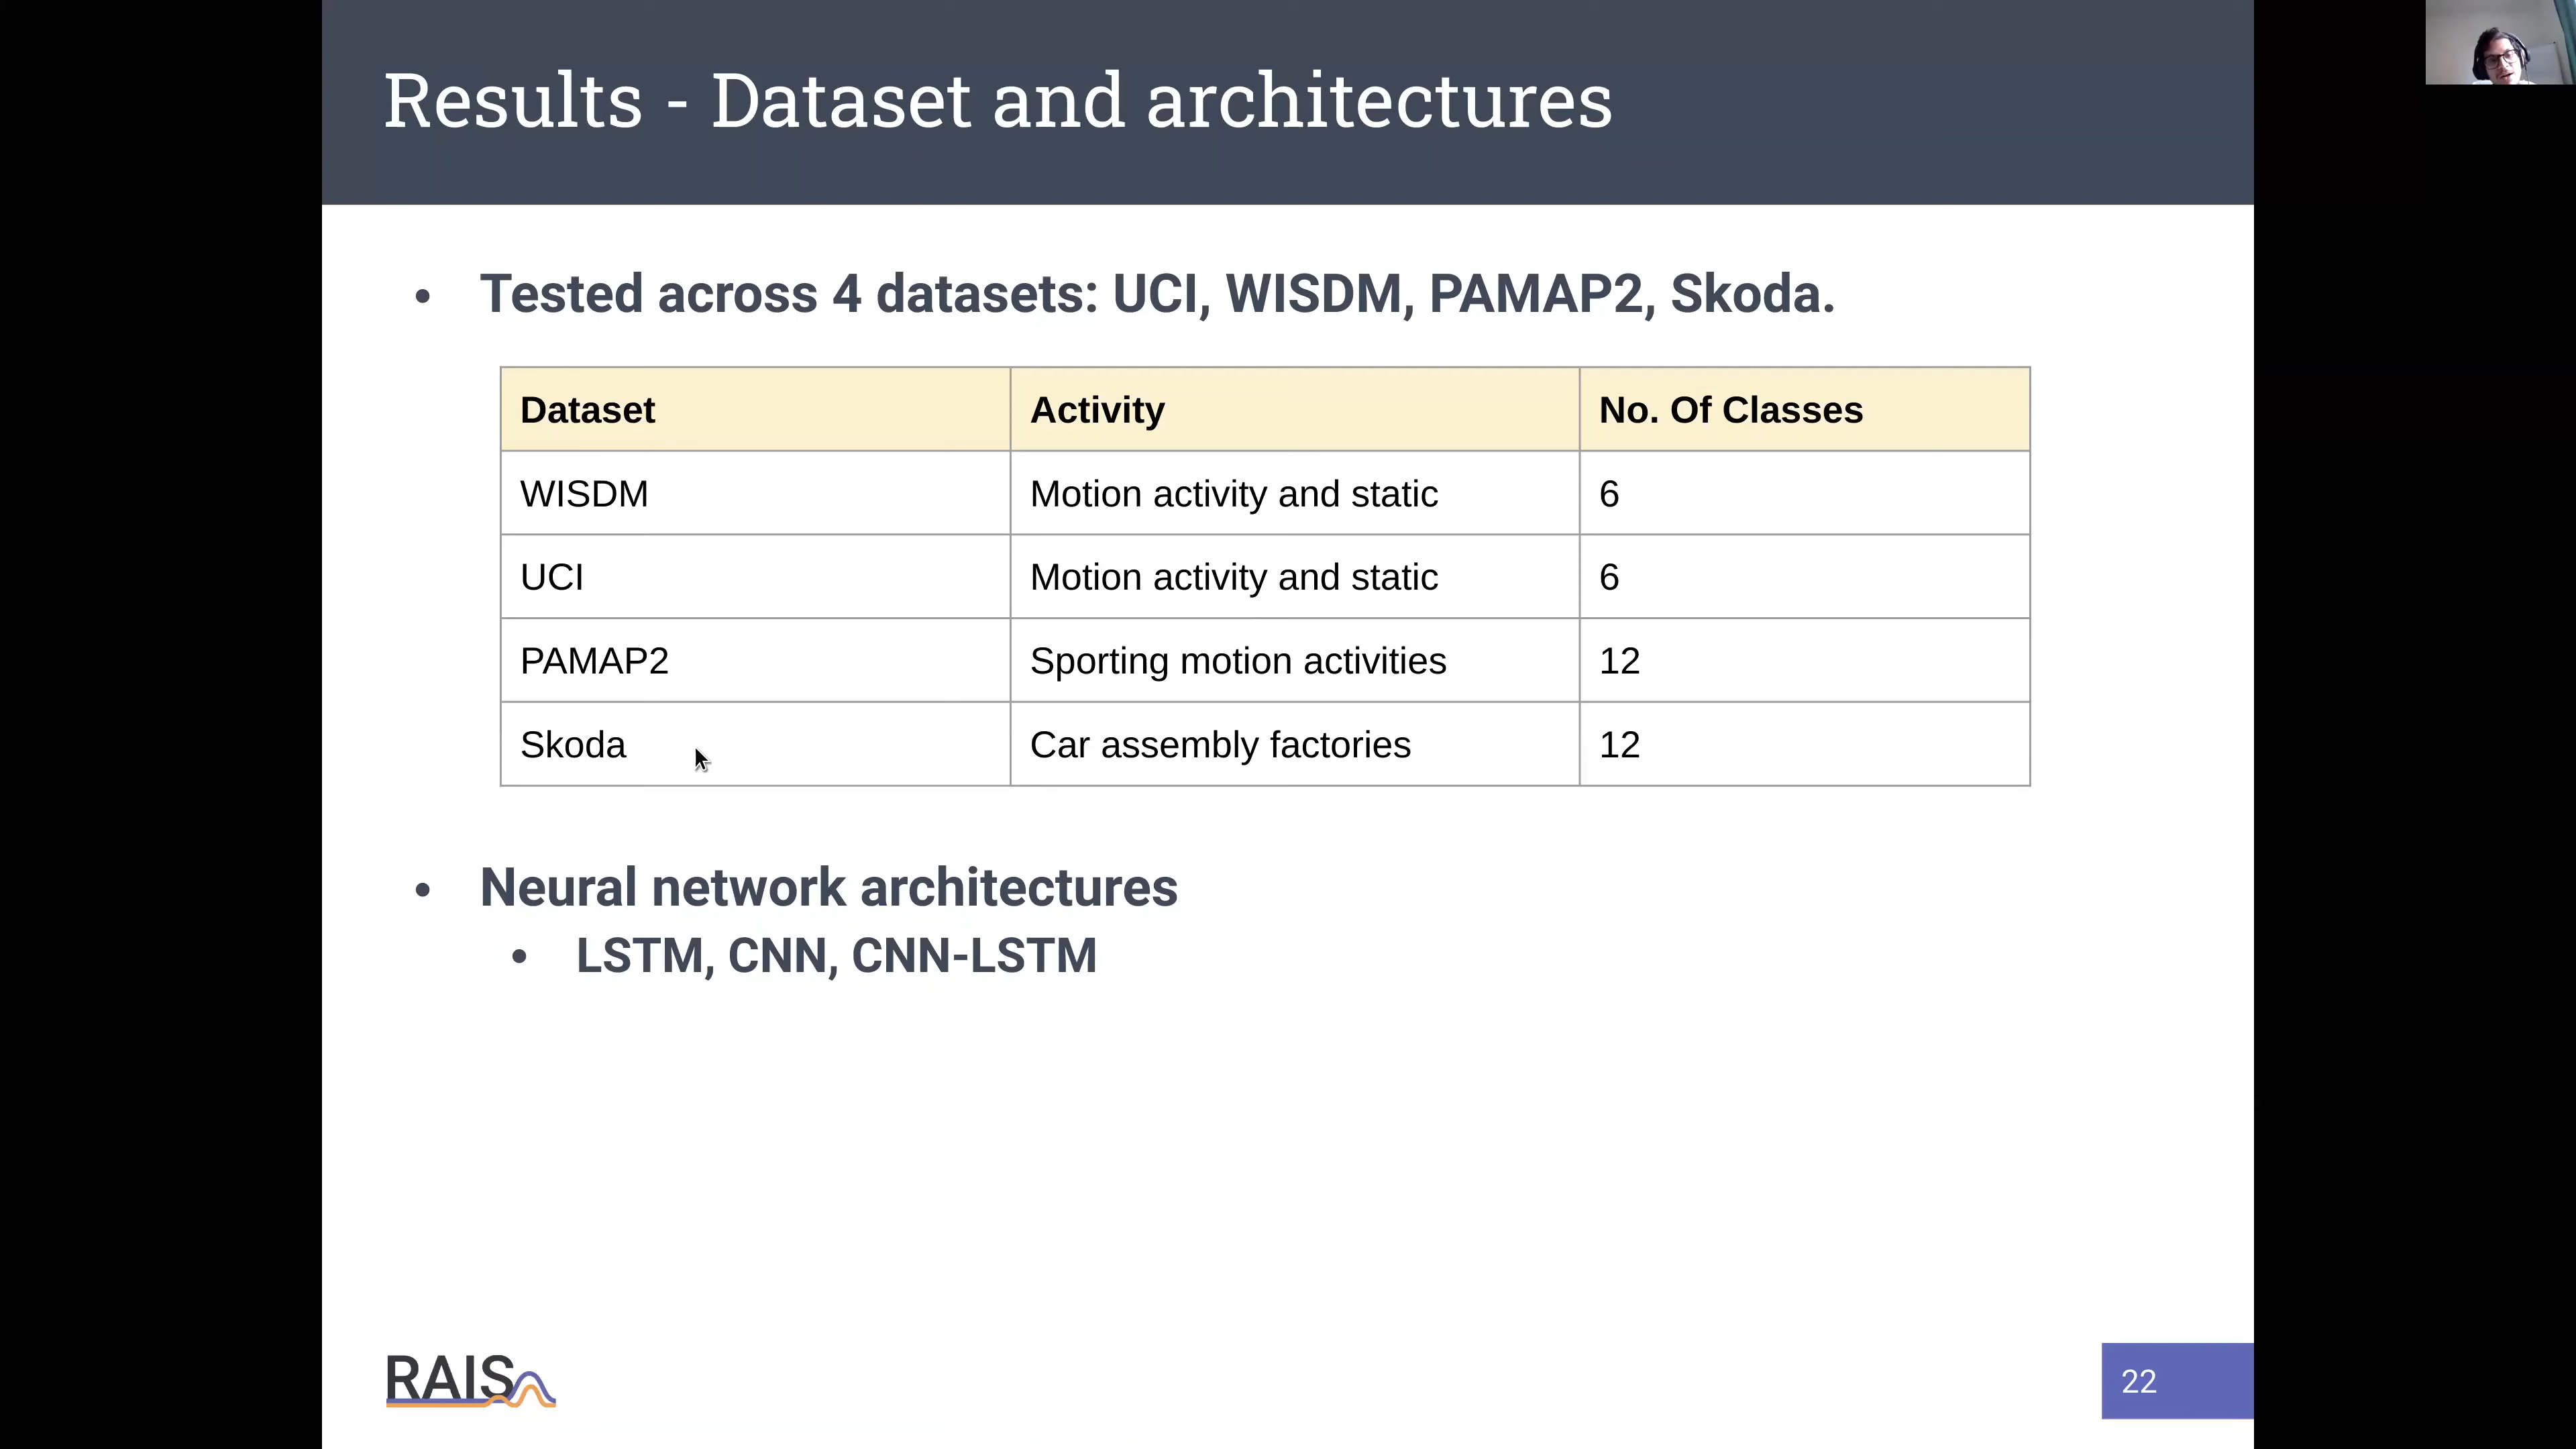 Results - Dataset and architectures
• Tested across 4 datasets: UCI, WISDM, PAMAP2, Skoda.
Dataset Activity No. Of Classes
WISDM Motion activity and static 6
UCI Motion activity and static 6
PAMAP2 Sporting motion activities 12
Skoda Car assembly factories 12
• Neural network architectures
• LSTM, CNN, CNN-LSTM
RAIS
22